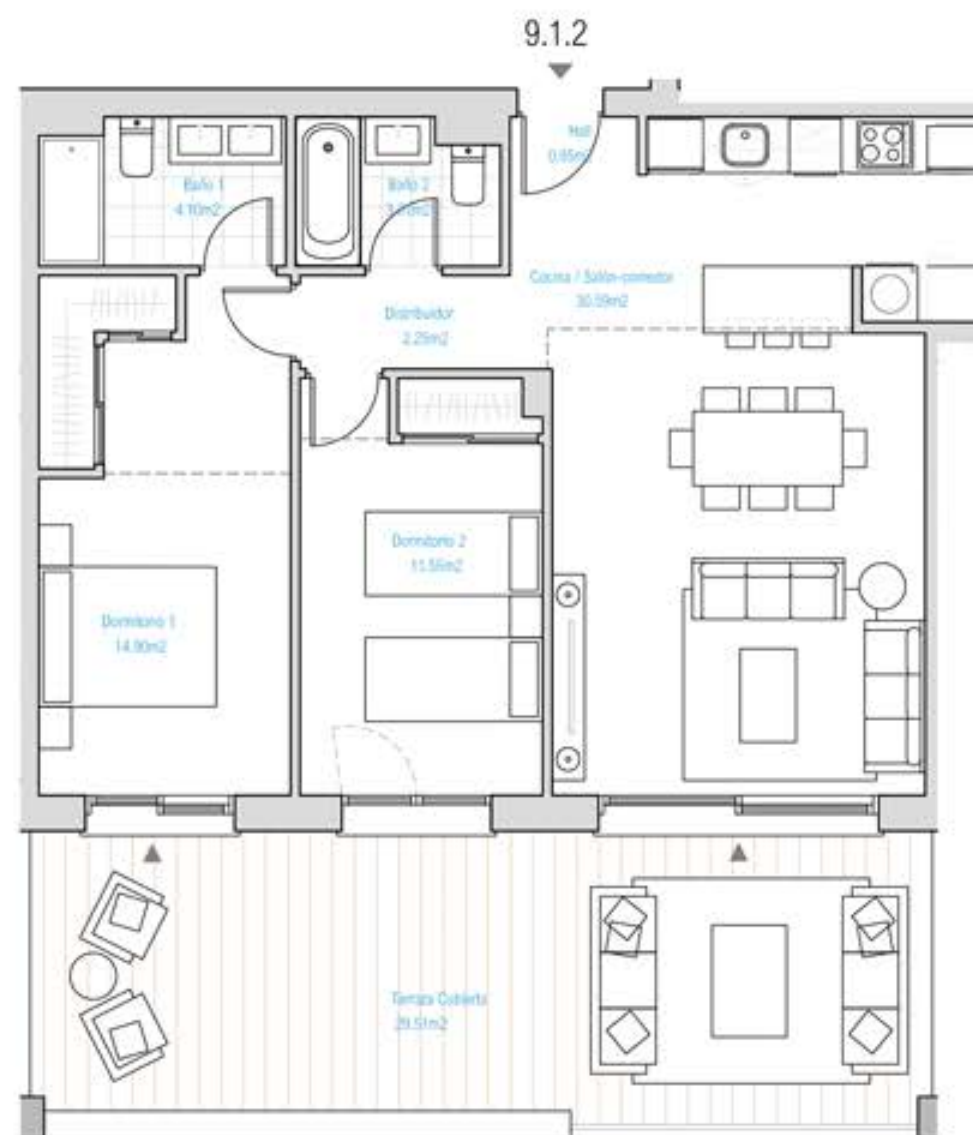 9.1.2
Hall
0.85m2
Baño 1
4.10m2
Baño 2
Cocina / Salón-comedor
30.59m2
Distribuidor
2.25m2
Dormitorio 2
11.55m2
Dormitorio 1
14.90m2
Terraza Cubierta
29.51m2